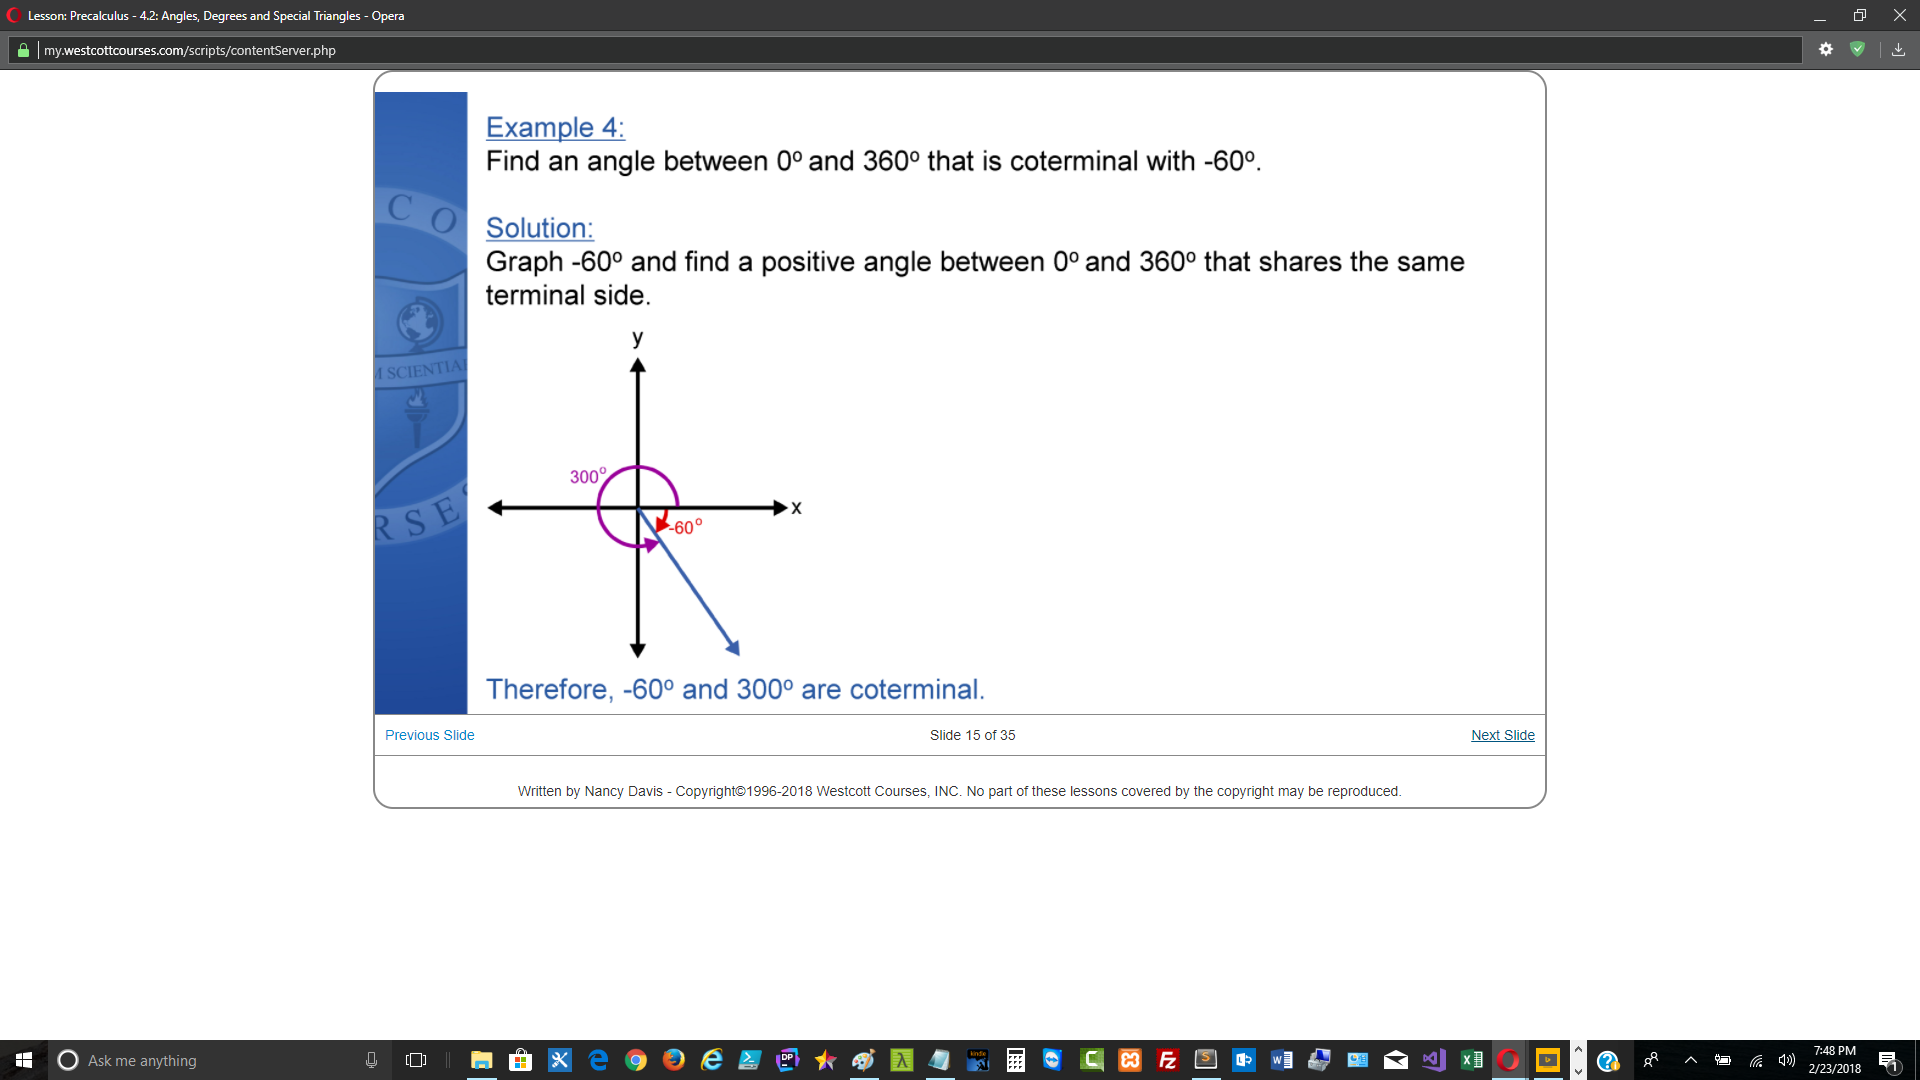 Lesson: Precalculus - 4.2: Angles, Degrees and Special Triangles - Opera
my.westcottcourses.com/scripts/contentServer.php
Example 4:
Find an angle between 0º and 360º that is coterminal with -60º.
Solution:
Graph -60º and find a positive angle between 0º and 360º that shares the same
terminal side.
y
300º
x
-60º
Therefore, -60º and 300º are coterminal.
C O
M SCIENTIA
RSES
Previous Slide
Slide 15 of 35
Next Slide
Written by Nancy Davis - Copyright©1996-2018 Westcott Courses, INC. No part of these lessons covered by the copyright may be reproduced.
Ask me anything
7:48 PM
2/23/2018
1